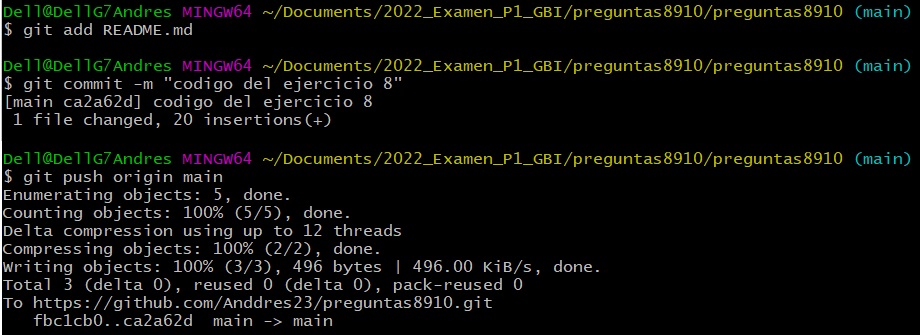 Dell@DellG7Andres MINGW64 ~/Documents/2022_Examen_P1_GBI/preguntas8910/preguntas8910 (main)
$ git add README.md
Dell@DellG7Andres MINGW64 ~/Documents/2022_Examen_P1_GBI/preguntas8910/preguntas8910 (main)
$ git commit -m "codigo del ejercicio 8"
[main ca2a62d] codigo del ejercicio 8
1 file changed, 20 insertions(+)
Dell@DellG7Andres MINGW64 ~/Documents/2022_Examen_P1_GBI/preguntas8910/preguntas8910 (main)
$ git push origin main
Enumerating objects: 5, done.
Counting objects: 100% (5/5), done.
Delta compression using up to 12 threads
Compressing objects: 100% (2/2), done.
Writing objects: 100% (3/3), 496 bytes | 496.00 KiB/s, done.
Total 3 (delta 0), reused 0 (delta 0), pack-reused 0
To https://github.com/Anddres23/preguntas8910.git
fbc1cb0..ca2a62d main -> main